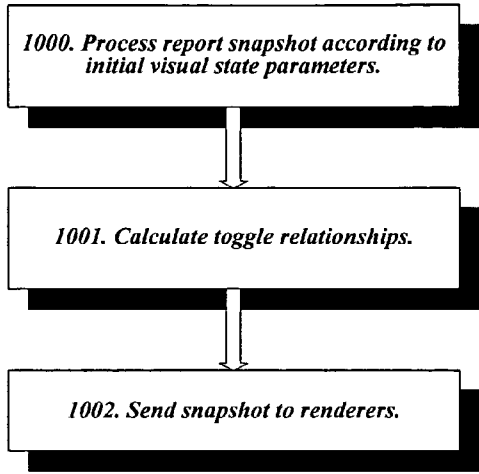 1000. Process report snapshot according to
initial visual state parameters.
1001. Calculate toggle relationships.
1002. Send snapshot to renderers.